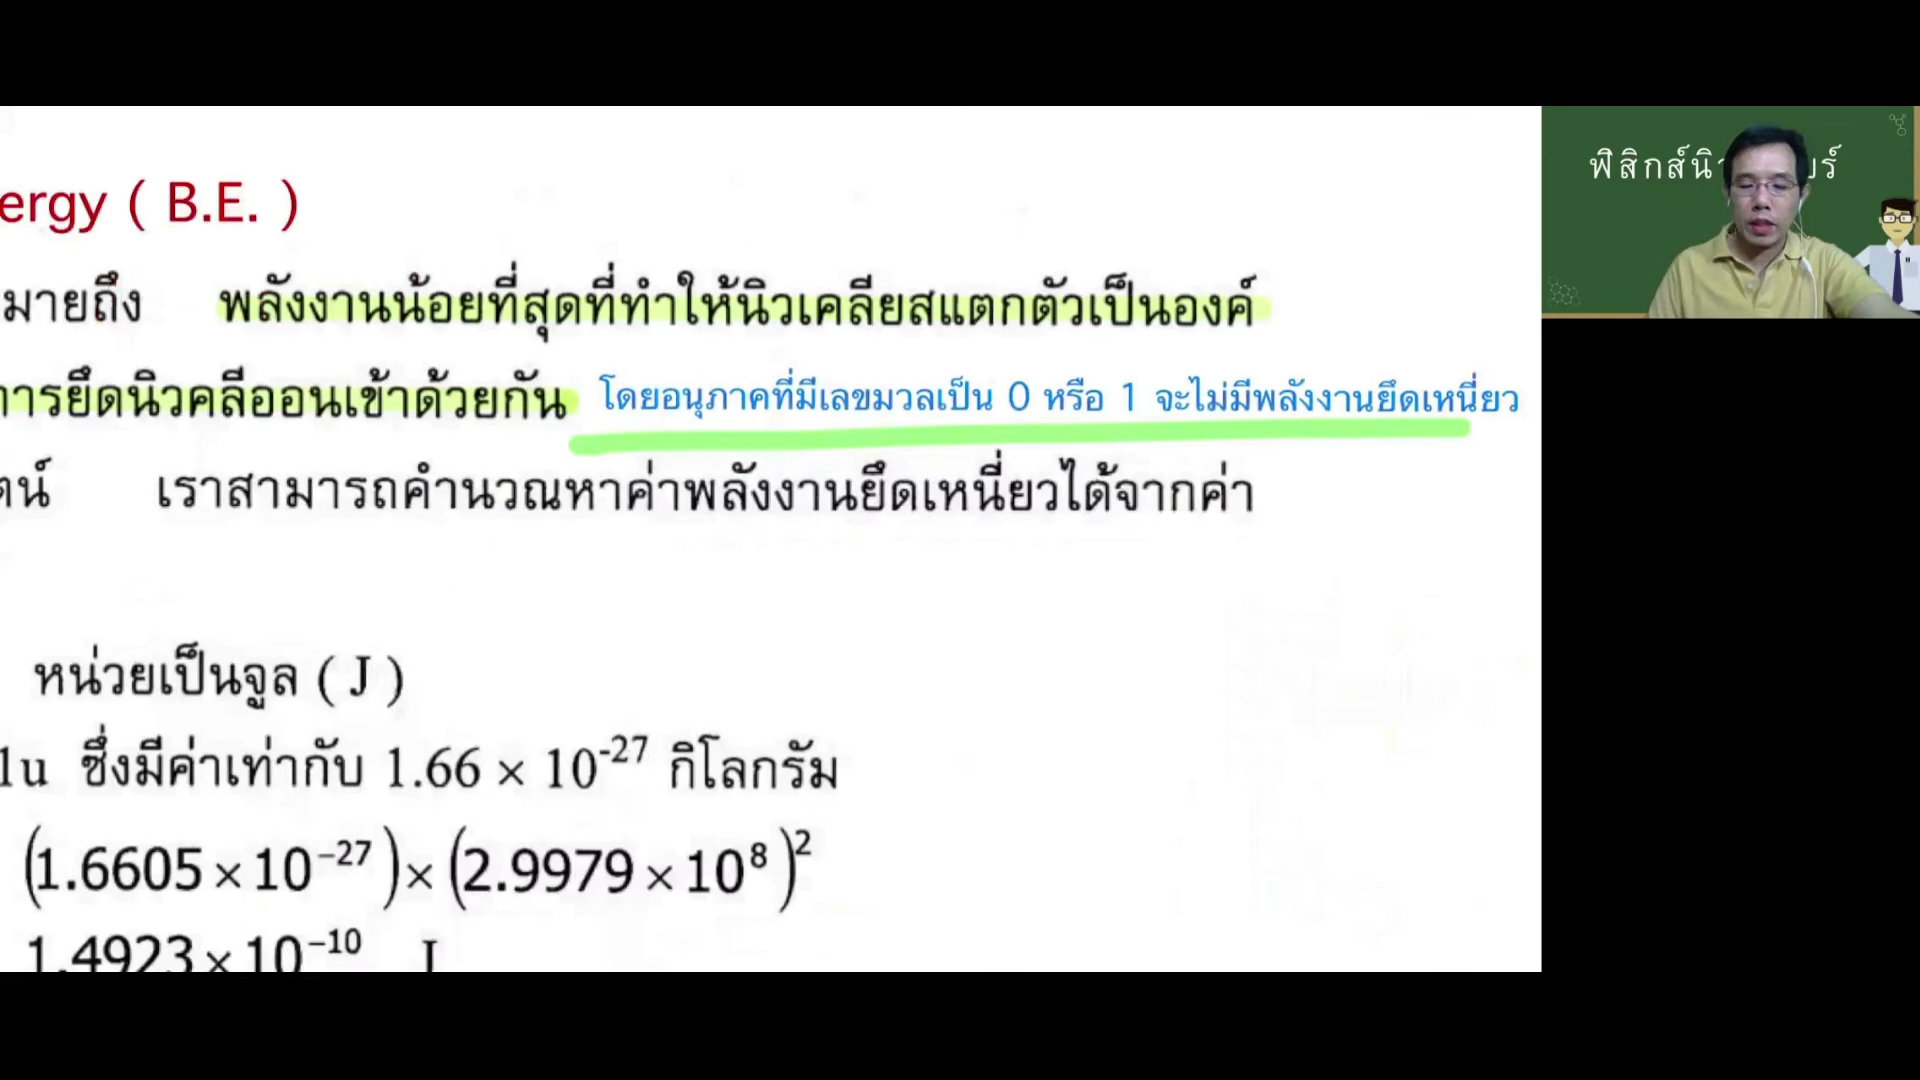 ergy ( B.E. )
มายถึง พลังงานน้อยที่สุดที่ทำให้นิวเคลียสแตกตัวเป็นองค์
ารยึดนิวคลีออนเข้าด้วยกัน โดยอนุภาคที่มีเลขมวลเป็น 0 หรือ 1 จะไม่มีพลังงานยึดเหนี่ยว
ตน์ เราสามารถคำนวณหาค่าพลังงานยึดเหนี่ยวได้จากค่า
หน่วยเป็นจูล ( J )
1u ซึ่งมีค่าเท่ากับ 1.66 × 10⁻²⁷ กิโลกรัม
(1.6605 × 10⁻²⁷) × (2.9979 × 10⁸)²
1.4923 × 10⁻¹⁰ J
ฟิสิกส์นิ